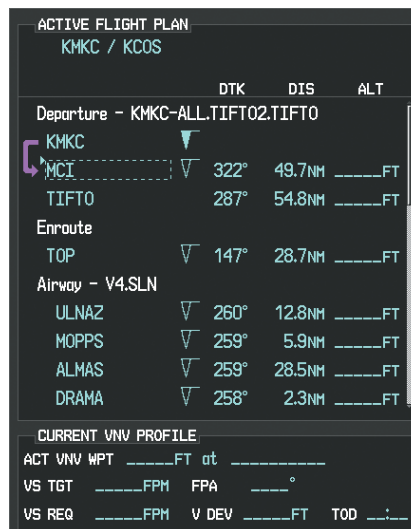 ACTIVE FLIGHT PLAN
KMKC / KCOS
DTK DIS ALT
Departure - KMKC-ALL.TIFTO2.TIFTO
KMKC
MCI 322° 49.7NM _____FT
TIFTO 287° 54.8NM _____FT
Enroute
TOP 147° 28.7NM _____FT
Airway - V4.SLN
ULNAZ 260° 12.8NM _____FT
MOPPS 259° 5.9NM _____FT
ALMAS 259° 28.5NM _____FT
DRAMA 258° 2.3NM _____FT
CURRENT VNV PROFILE
ACT VNV WPT _____FT at __________
VS TGT _____FPM FPA ____°
VS REQ _____FPM V DEV _____FT TOD __:__